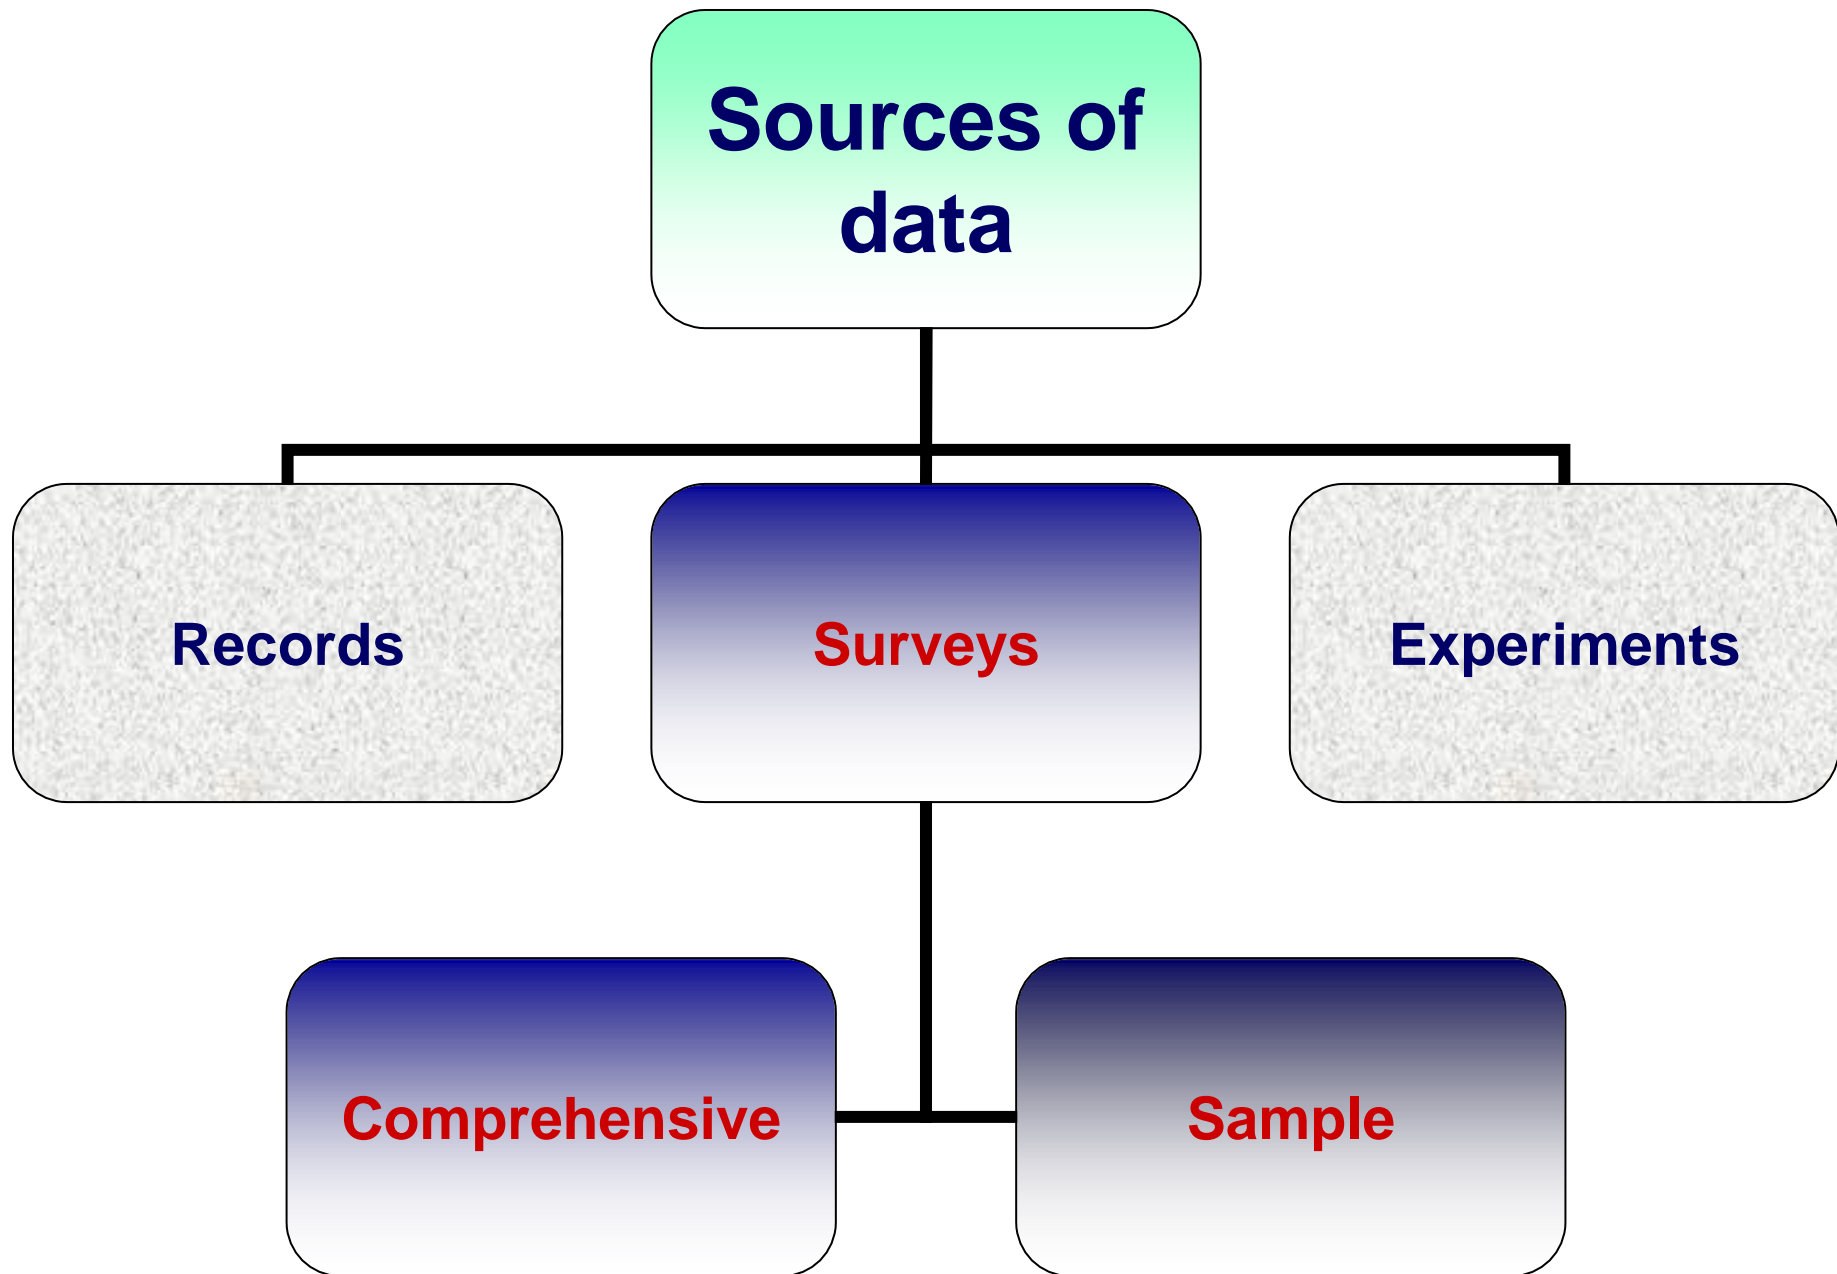 Sources of
data
Records
Surveys
Experiments
Comprehensive
Sample